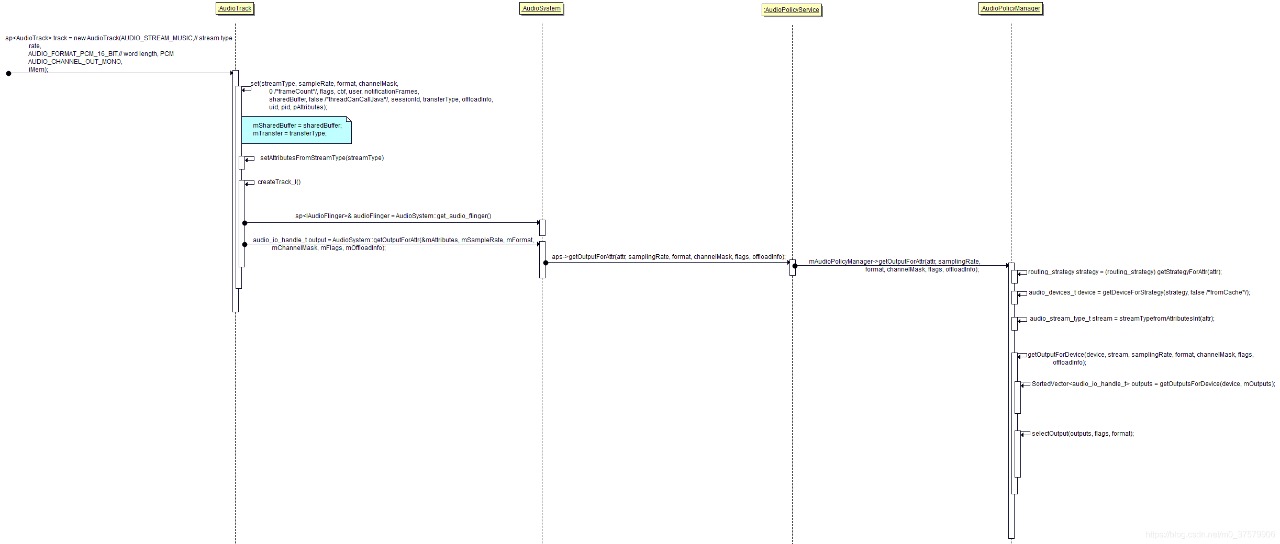 :AudioTrack
:AudioSystem
:AudioPolicyService
:AudioPolicyManager
sp<AudioTrack> track = new AudioTrack(AUDIO_STREAM_MUSIC,// stream type
rate,
AUDIO_FORMAT_PCM_16_BIT,// word length, PCM
AUDIO_CHANNEL_OUT_MONO,
iMem);
set(streamType, sampleRate, format, channelMask,
0 /*frameCount*/, flags, cbf, user, notificationFrames,
sharedBuffer, false /*threadCanCallJava*/, sessionId, transferType, offloadInfo,
uid, pid, pAttributes);
mSharedBuffer = sharedBuffer;
mTransfer = transferType;
setAttributesFromStreamType(streamType)
createTrack_l()
sp<IAudioFlinger>& audioFlinger = AudioSystem::get_audio_flinger()
audio_io_handle_t output = AudioSystem::getOutputForAttr(&mAttributes, mSampleRate, mFormat,
mChannelMask, mFlags, mOffloadInfo);
aps->getOutputForAttr(attr, samplingRate, format, channelMask, flags, offloadInfo);
mAudioPolicyManager->getOutputForAttr(attr, samplingRate,
format, channelMask, flags, offloadInfo);
routing_strategy strategy = (routing_strategy) getStrategyForAttr(attr);
audio_devices_t device = getDeviceForStrategy(strategy, false /*fromCache*/);
audio_stream_type_t stream = streamTypefromAttributesInt(attr);
getOutputForDevice(device, stream, samplingRate, format, channelMask, flags,
offloadInfo);
SortedVector<audio_io_handle_t> outputs = getOutputsForDevice(device, mOutputs);
selectOutput(outputs, flags, format);